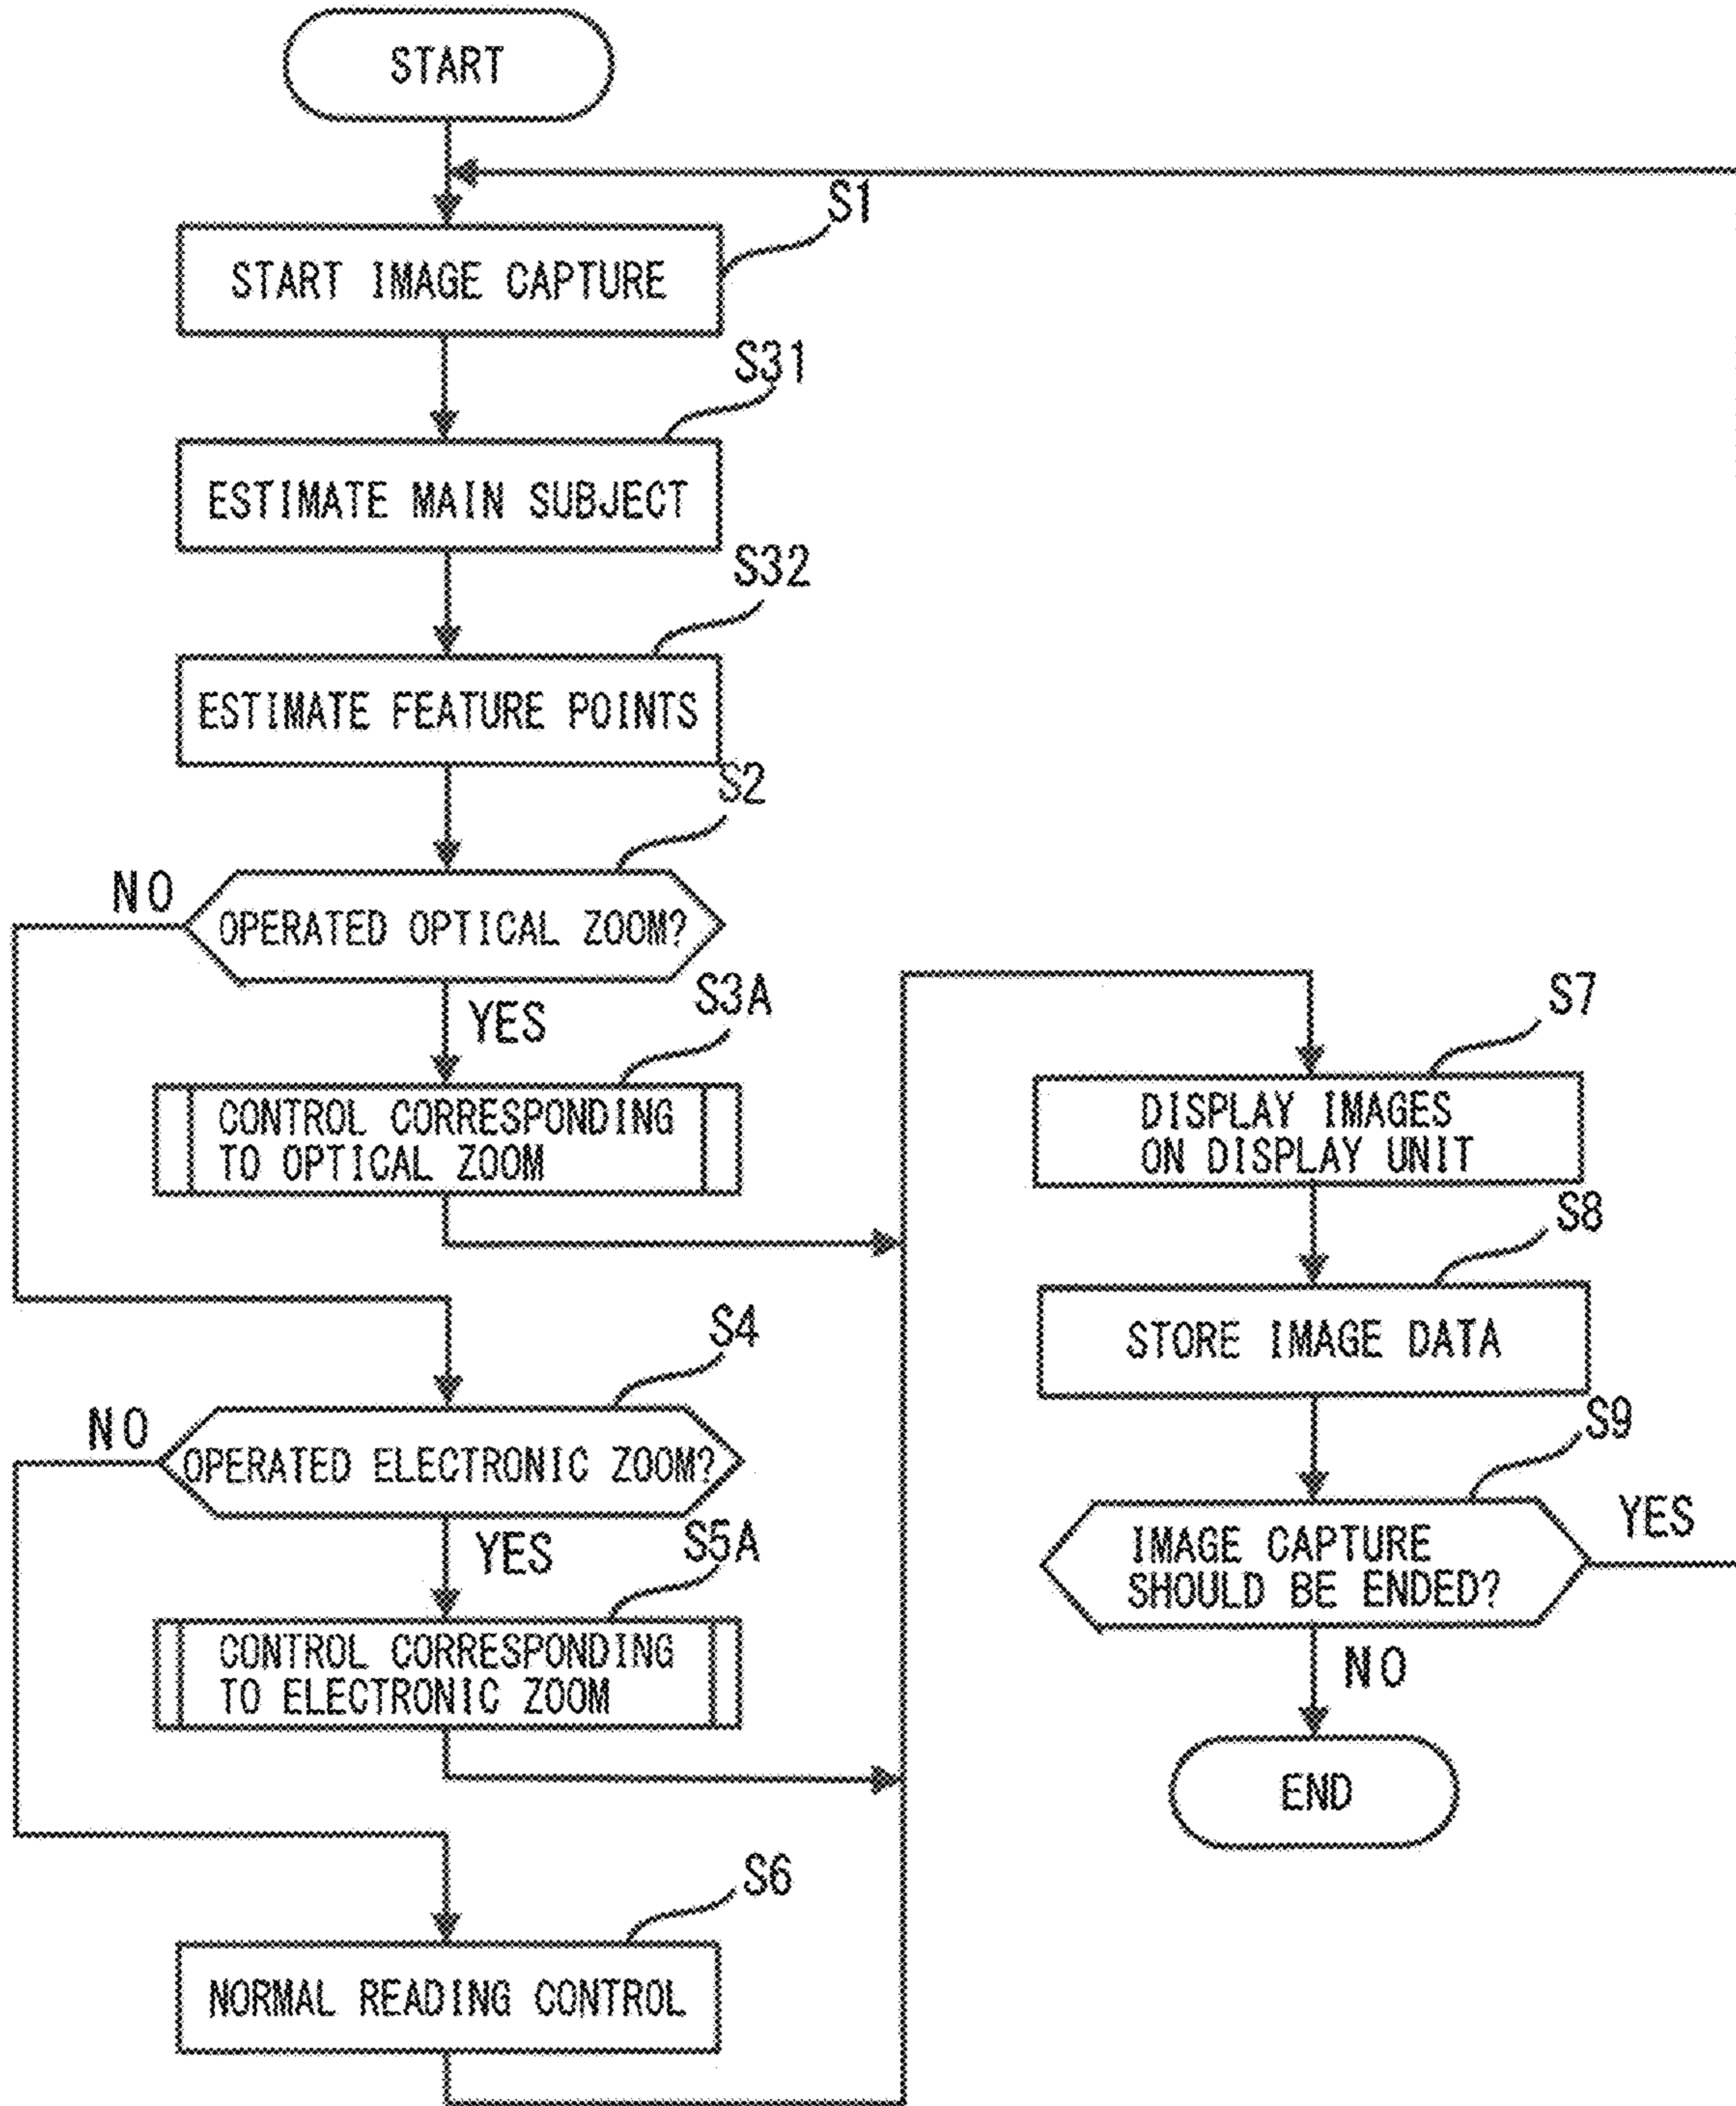 START
S1
START IMAGE CAPTURE
S31
ESTIMATE MAIN SUBJECT
S32
ESTIMATE FEATURE POINTS
S2
NO
OPERATED OPTICAL ZOOM?
YES
S3A
CONTROL CORRESPONDING
TO OPTICAL ZOOM
S4
NO
OPERATED ELECTRONIC ZOOM?
YES
S5A
CONTROL CORRESPONDING
TO ELECTRONIC ZOOM
S6
NORMAL READING CONTROL
S7
DISPLAY IMAGES
ON DISPLAY UNIT
S8
STORE IMAGE DATA
S9
IMAGE CAPTURE
SHOULD BE ENDED?
YES
NO
END